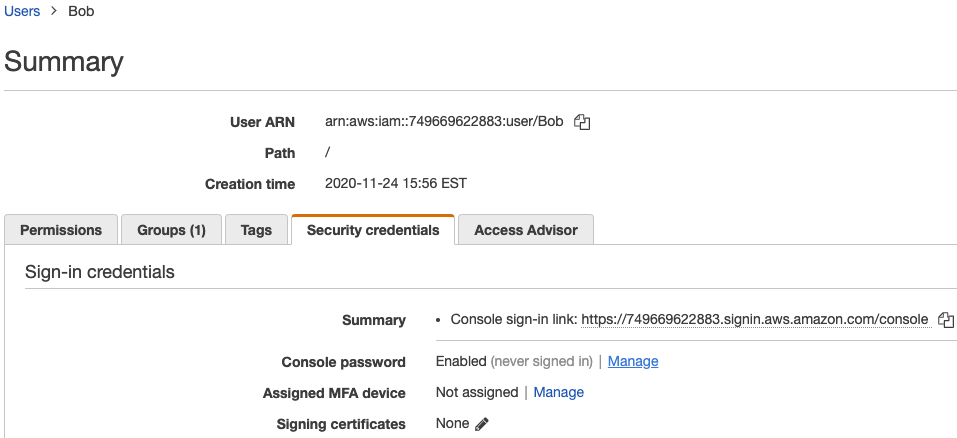 Users > Bob
Summary
User ARN arn:aws:iam::749669622883:user/Bob
Path /
Creation time 2020-11-24 15:56 EST
Permissions Groups (1) Tags Security credentials Access Advisor
Sign-in credentials
Summary • Console sign-in link: https://749669622883.signin.aws.amazon.com/console
Console password Enabled (never signed in) | Manage
Assigned MFA device Not assigned | Manage
Signing certificates None